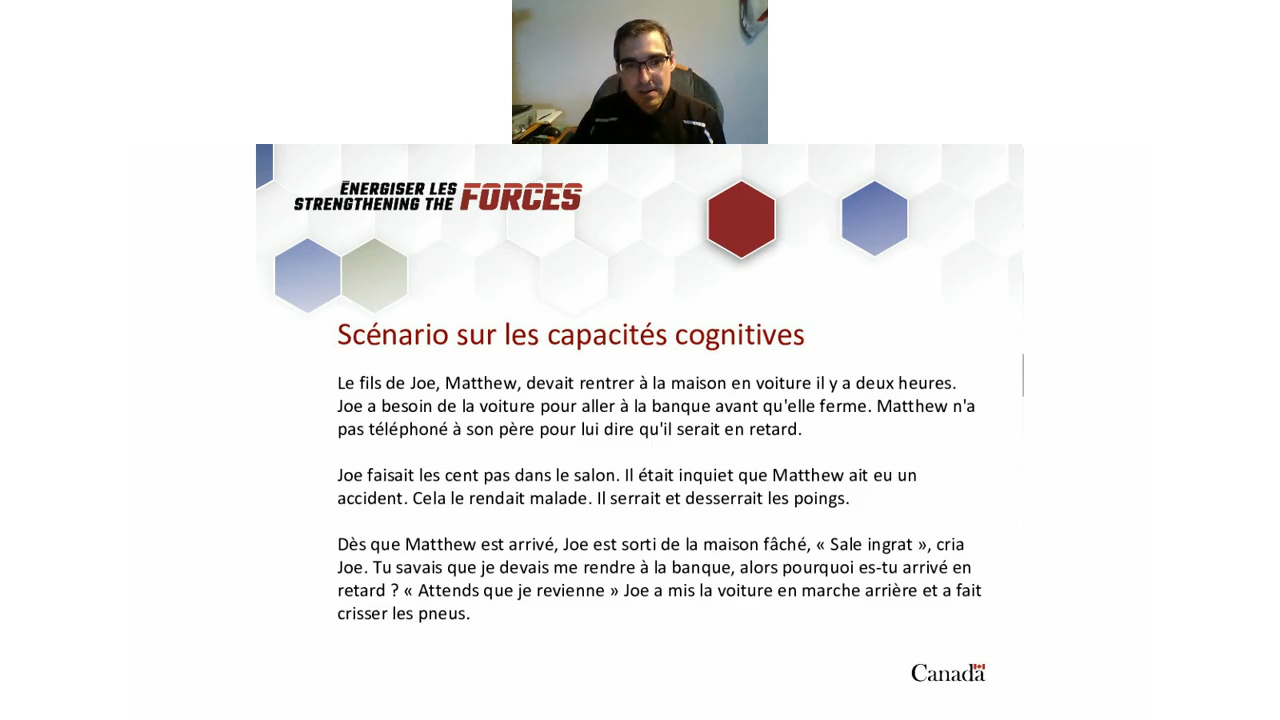 ÉNERGISER LES
STRENGTHENING THE FORCES
Scénario sur les capacités cognitives
Le fils de Joe, Matthew, devait rentrer à la maison en voiture il y a deux heures.
Joe a besoin de la voiture pour aller à la banque avant qu'elle ferme. Matthew n'a
pas téléphoné à son père pour lui dire qu'il serait en retard.
Joe faisait les cent pas dans le salon. Il était inquiet que Matthew ait eu un
accident. Cela le rendait malade. Il serrait et desserrait les poings.
Dès que Matthew est arrivé, Joe est sorti de la maison fâché, « Sale ingrat », cria
Joe. Tu savais que je devais me rendre à la banque, alors pourquoi es-tu arrivé en
retard ? « Attends que je revienne » Joe a mis la voiture en marche arrière et a fait
crisser les pneus.
Canada